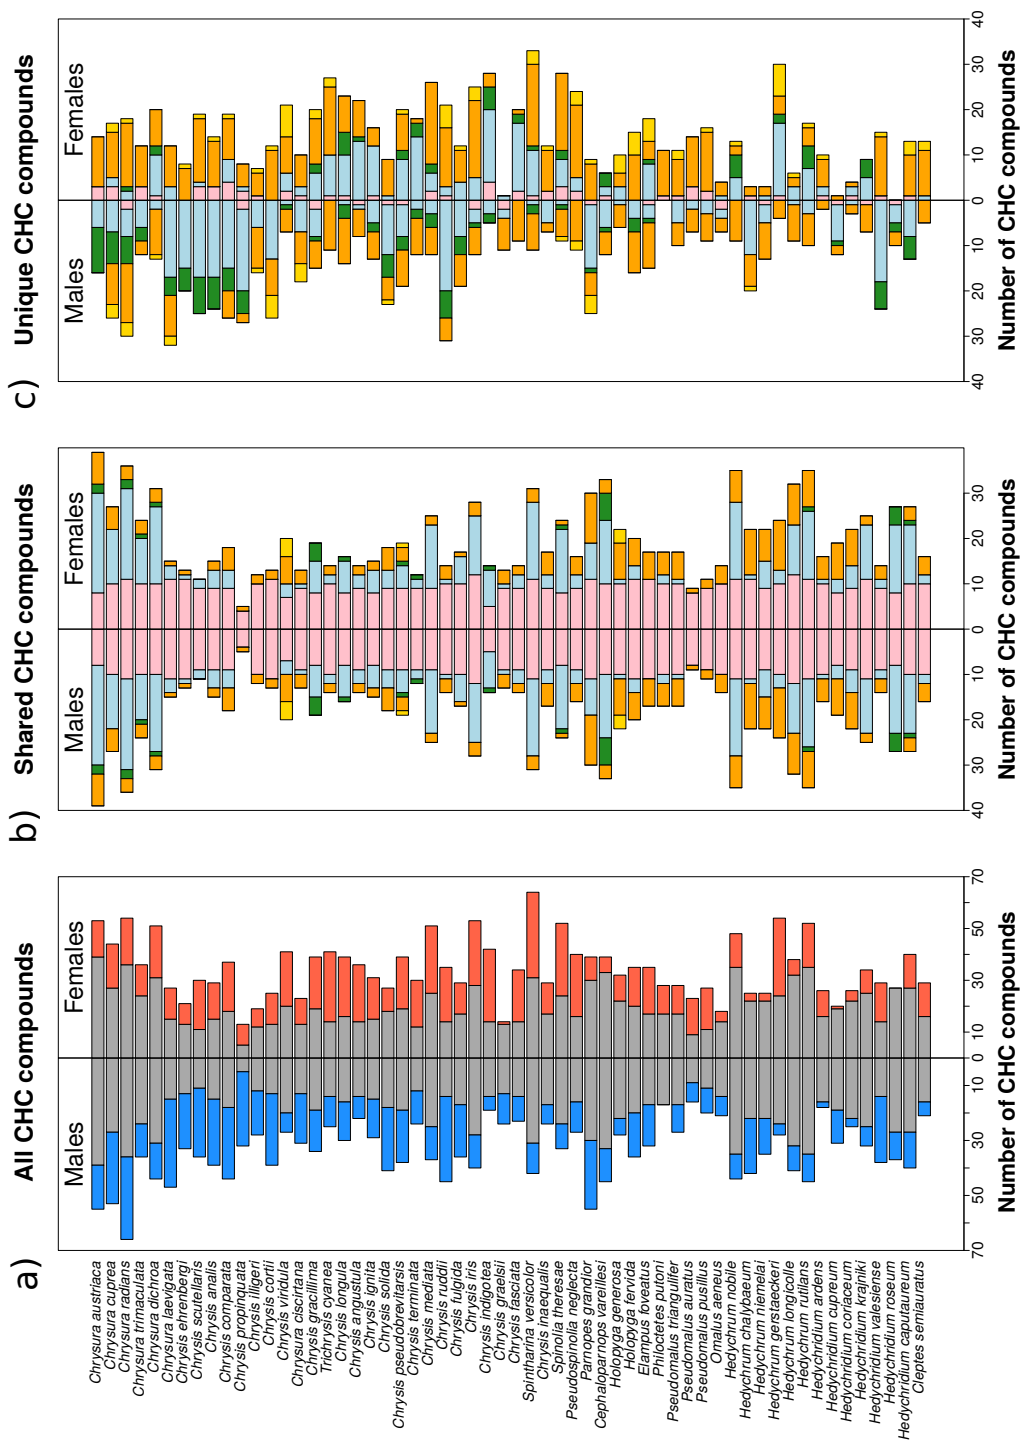 a)
All CHC compounds
Males
Females
70
50
30
10
0
10
30
50
70
Number of CHC compounds
b)
Shared CHC compounds
Males
Females
40
30
20
10
0
10
20
30
Number of CHC compounds
c)
Unique CHC compounds
Males
Females
40
30
20
10
0
10
20
30
40
Number of CHC compounds
Chrysura austriaca
Chrysura cuprea
Chrysura radians
Chrysura trimaculata
Chrysura dichroa
Chrysura laevigata
Chrysis ehrenbergi
Chrysis scutellaris
Chrysis analis
Chrysis comparata
Chrysis propinquata
Chrysis illigeri
Chrysis cortii
Chrysis viridula
Chrysura cuscirtana
Chrysis gracillima
Trichrysis cyanea
Chrysis longula
Chrysis angustula
Chrysis ignita
Chrysis solida
Chrysis pseudobrevitarsis
Chrysis terminata
Chrysis mediata
Chrysis ruddii
Chrysis fulgida
Chrysis iris
Chrysis indigotea
Chrysis graelsii
Chrysis fasciata
Chrysis inaequalis
Spintharina versicolor
Spinolia theresae
Pseudospinolia neglecta
Parnopes grandior
Cephaloparnops vareillesi
Holopyga generosa
Holopyga fervida
Elampus foveatus
Philoctetes putoni
Pseudomalus triangulifer
Pseudomalus auratus
Pseudomalus pusillus
Omalus aeneus
Hedychrum nobile
Hedychrum chalybaeum
Hedychrum niemelai
Hedychrum gerstaeckeri
Hedychrum longicolle
Hedychrum rutilans
Hedychridium ardens
Hedychridium cupreum
Hedychridium coriaceum
Hedychridium krajniki
Hedychridium valesiense
Hedychridium roseum
Hedychridium caputaureum
Cleptes semiauratus